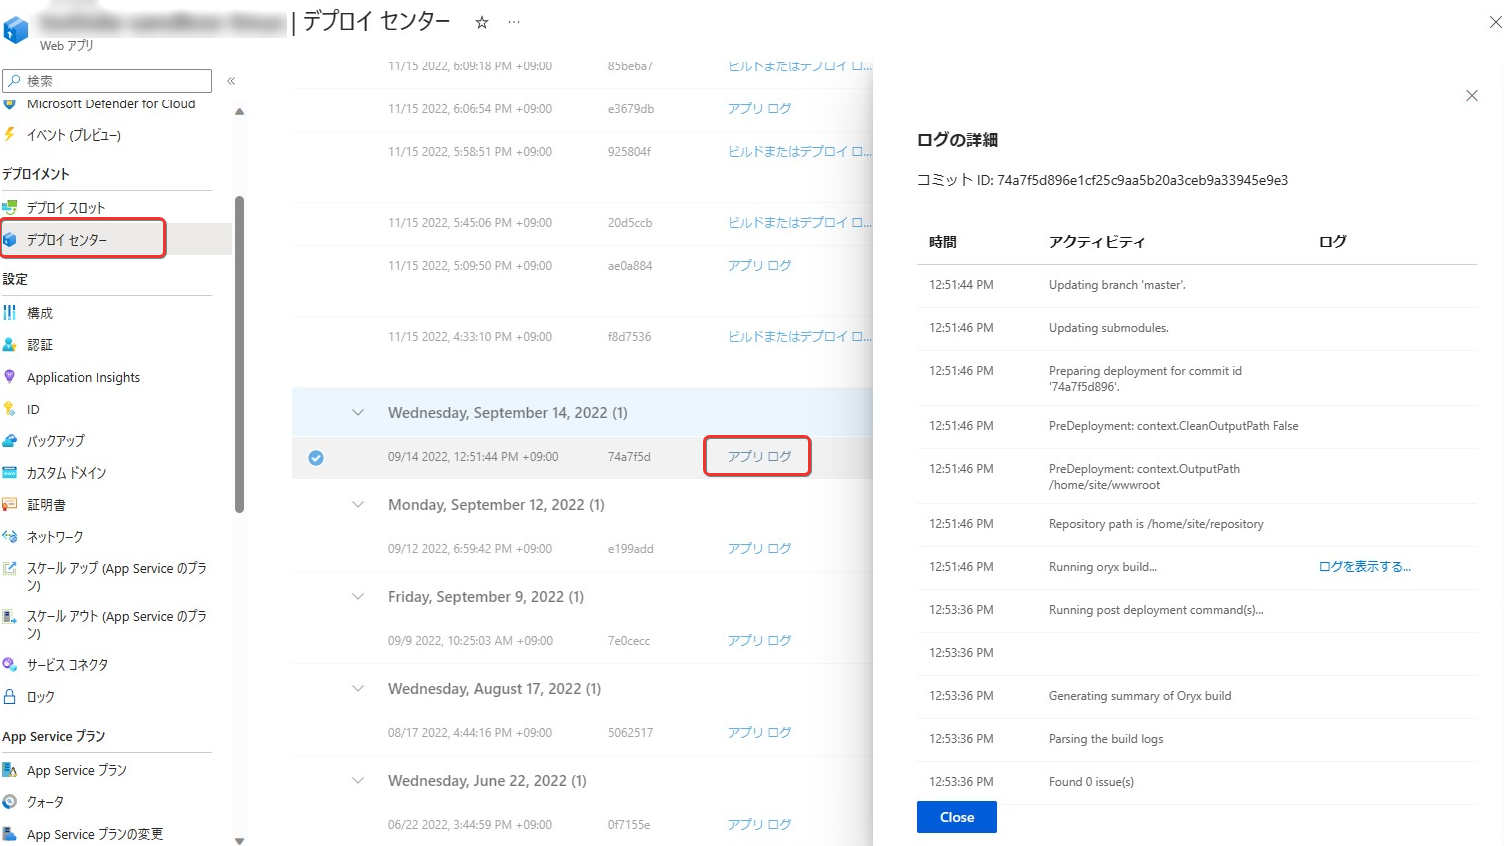 | デプロイ センター ☆ …
Web アプリ
検索
Microsoft Defender for Cloud
イベント (プレビュー)
デプロイメント
デプロイ スロット
デプロイ センター
設定
構成
認証
Application Insights
ID
バックアップ
カスタム ドメイン
証明書
ネットワーク
スケール アップ (App Service のプラ
ン)
スケール アウト (App Service のプラ
ン)
サービス コネクタ
ロック
App Service プラン
App Service プラン
クォータ
App Service プランの変更
11/15 2022, 6:09:18 PM +09:00 85be6a7 ビルドまたはデプロイ ロ...
11/15 2022, 6:06:54 PM +09:00 e3679db アプリ ログ
11/15 2022, 5:58:51 PM +09:00 925804f ビルドまたはデプロイ ロ...
11/15 2022, 5:45:06 PM +09:00 20d5ccb ビルドまたはデプロイ ロ...
11/15 2022, 5:09:50 PM +09:00 ae0a884 アプリ ログ
11/15 2022, 4:33:10 PM +09:00 f8d7536 ビルドまたはデプロイ ロ...
Wednesday, September 14, 2022 (1)
09/14 2022, 12:51:44 PM +09:00 74a7f5d アプリ ログ
Monday, September 12, 2022 (1)
09/12 2022, 6:59:42 PM +09:00 e199add アプリ ログ
Friday, September 9, 2022 (1)
09/9 2022, 10:25:03 AM +09:00 7e0cecc アプリ ログ
Wednesday, August 17, 2022 (1)
08/17 2022, 4:44:16 PM +09:00 5062517 アプリ ログ
Wednesday, June 22, 2022 (1)
06/22 2022, 3:44:59 PM +09:00 0f7155e アプリ ログ
ログの詳細
コミット ID: 74a7f5d896e1cf25c9aa5b20a3ceb9a33945e9e3
時間 アクティビティ ログ
12:51:44 PM Updating branch 'master'.
12:51:46 PM Updating submodules.
12:51:46 PM Preparing deployment for commit id
'74a7f5d896'.
12:51:46 PM PreDeployment: context.CleanOutputPath False
12:51:46 PM PreDeployment: context.OutputPath
/home/site/wwwroot
12:51:46 PM Repository path is /home/site/repository
12:51:46 PM Running oryx build... ログを表示する...
12:53:36 PM Running post deployment command(s)...
12:53:36 PM
12:53:36 PM Generating summary of Oryx build
12:53:36 PM Parsing the build logs
12:53:36 PM Found 0 issue(s)
Close